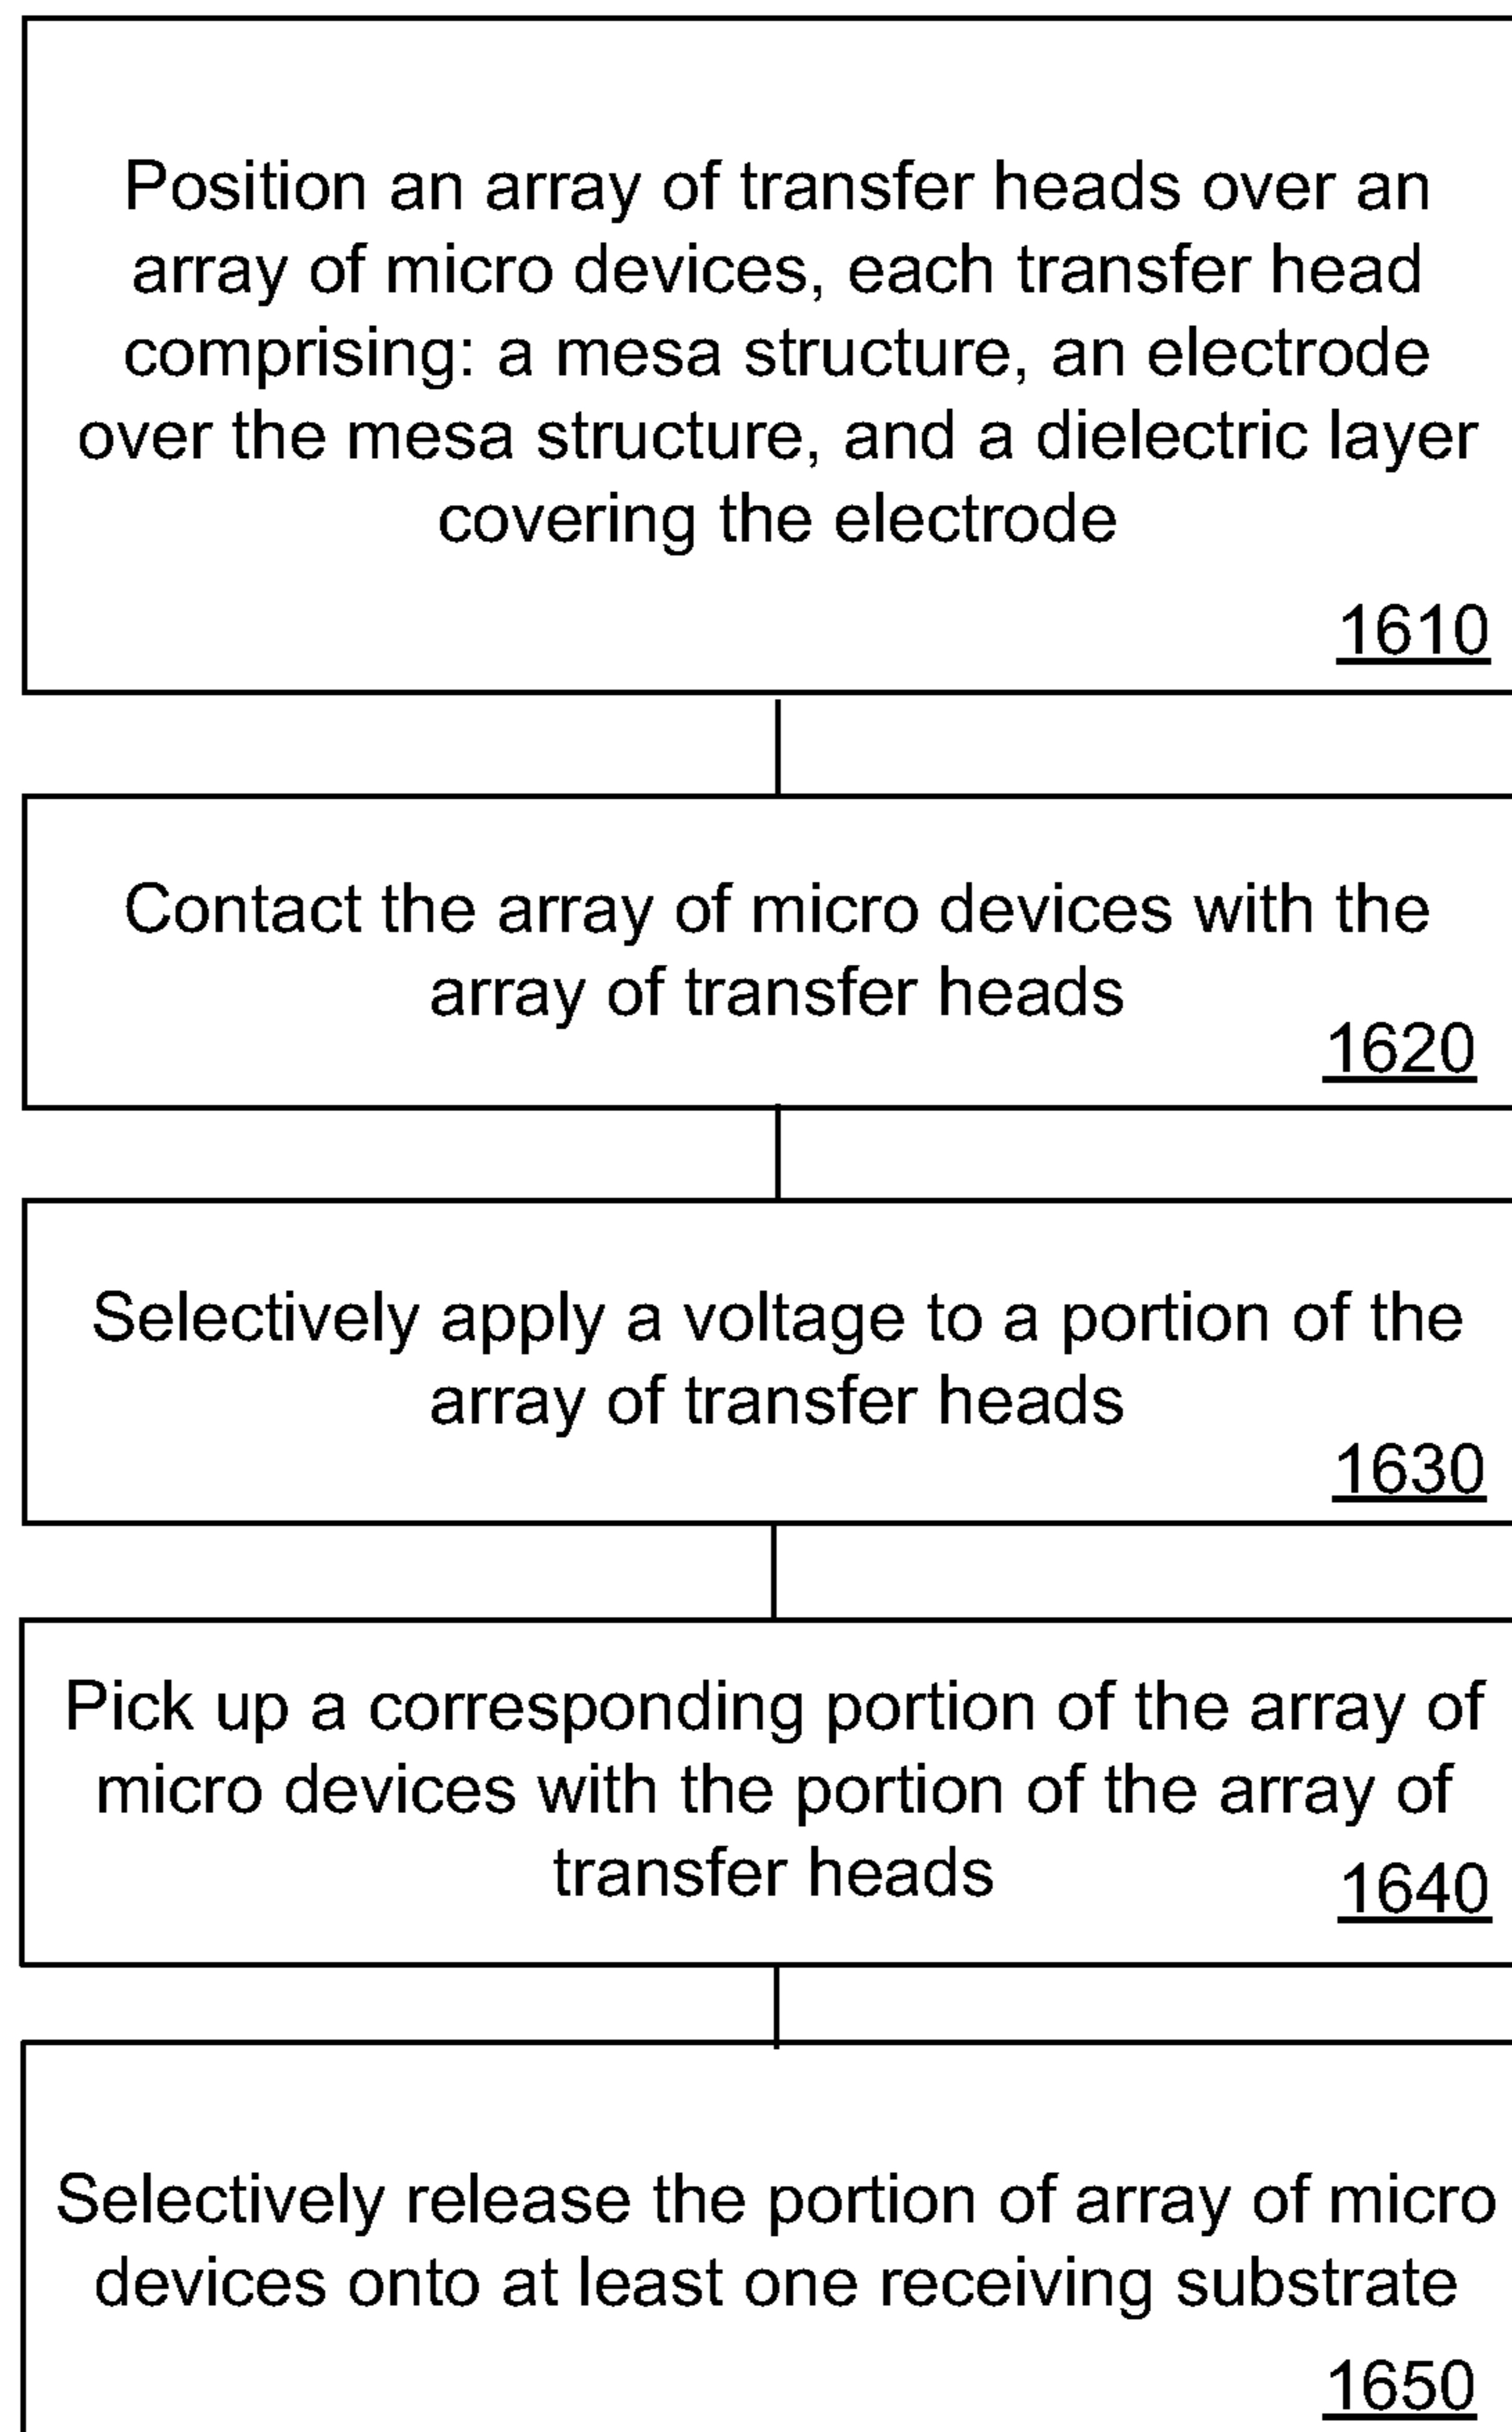 Position an array of transfer heads over an
array of micro devices, each transfer head
comprising: a mesa structure, an electrode
over the mesa structure, and a dielectric layer
covering the electrode
1610
Contact the array of micro devices with the
array of transfer heads
1620
Selectively apply a voltage to a portion of the
array of transfer heads
1630
Pick up a corresponding portion of the array of
micro devices with the portion of the array of
transfer heads
1640
Selectively release the portion of array of micro
devices onto at least one receiving substrate
1650